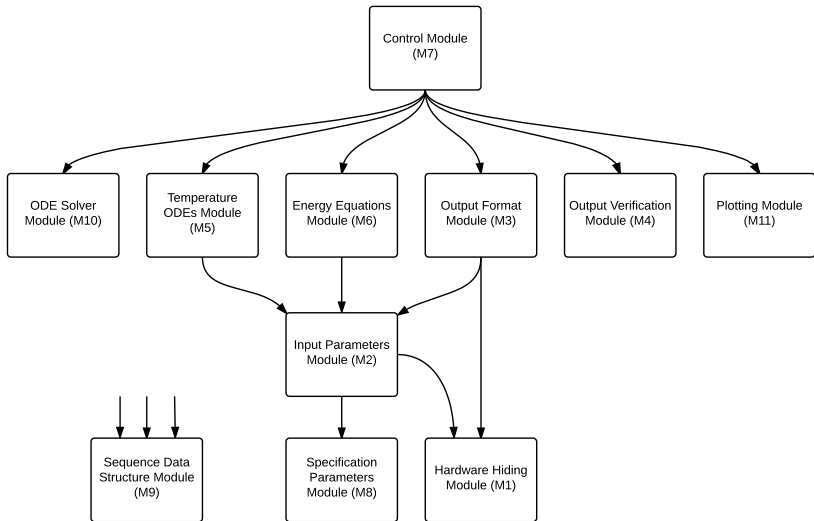 Control Module
(M7)
ODE Solver
Module (M10)
Temperature
ODEs Module
(M5)
Energy Equations
Module (M6)
Output Format
Module (M3)
Output Verification
Module (M4)
Plotting Module
(M11)
Input Parameters
Module (M2)
Sequence Data
Structure Module
(M9)
Specification
Parameters
Module (M8)
Hardware Hiding
Module (M1)